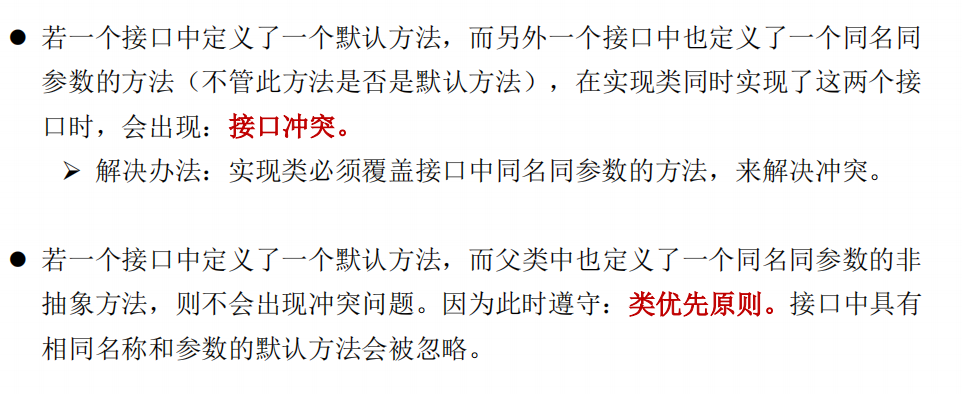 ● 若一个接口中定义了一个默认方法，而另外一个接口中也定义了一个同名同
参数的方法（不管此方法是否是默认方法），在实现类同时实现了这两个接
口时，会出现：接口冲突。
➢ 解决办法：实现类必须覆盖接口中同名同参数的方法，来解决冲突。
● 若一个接口中定义了一个默认方法，而父类中也定义了一个同名同参数的非
抽象方法，则不会出现冲突问题。因为此时遵守：类优先原则。接口中具有
相同名称和参数的默认方法会被忽略。